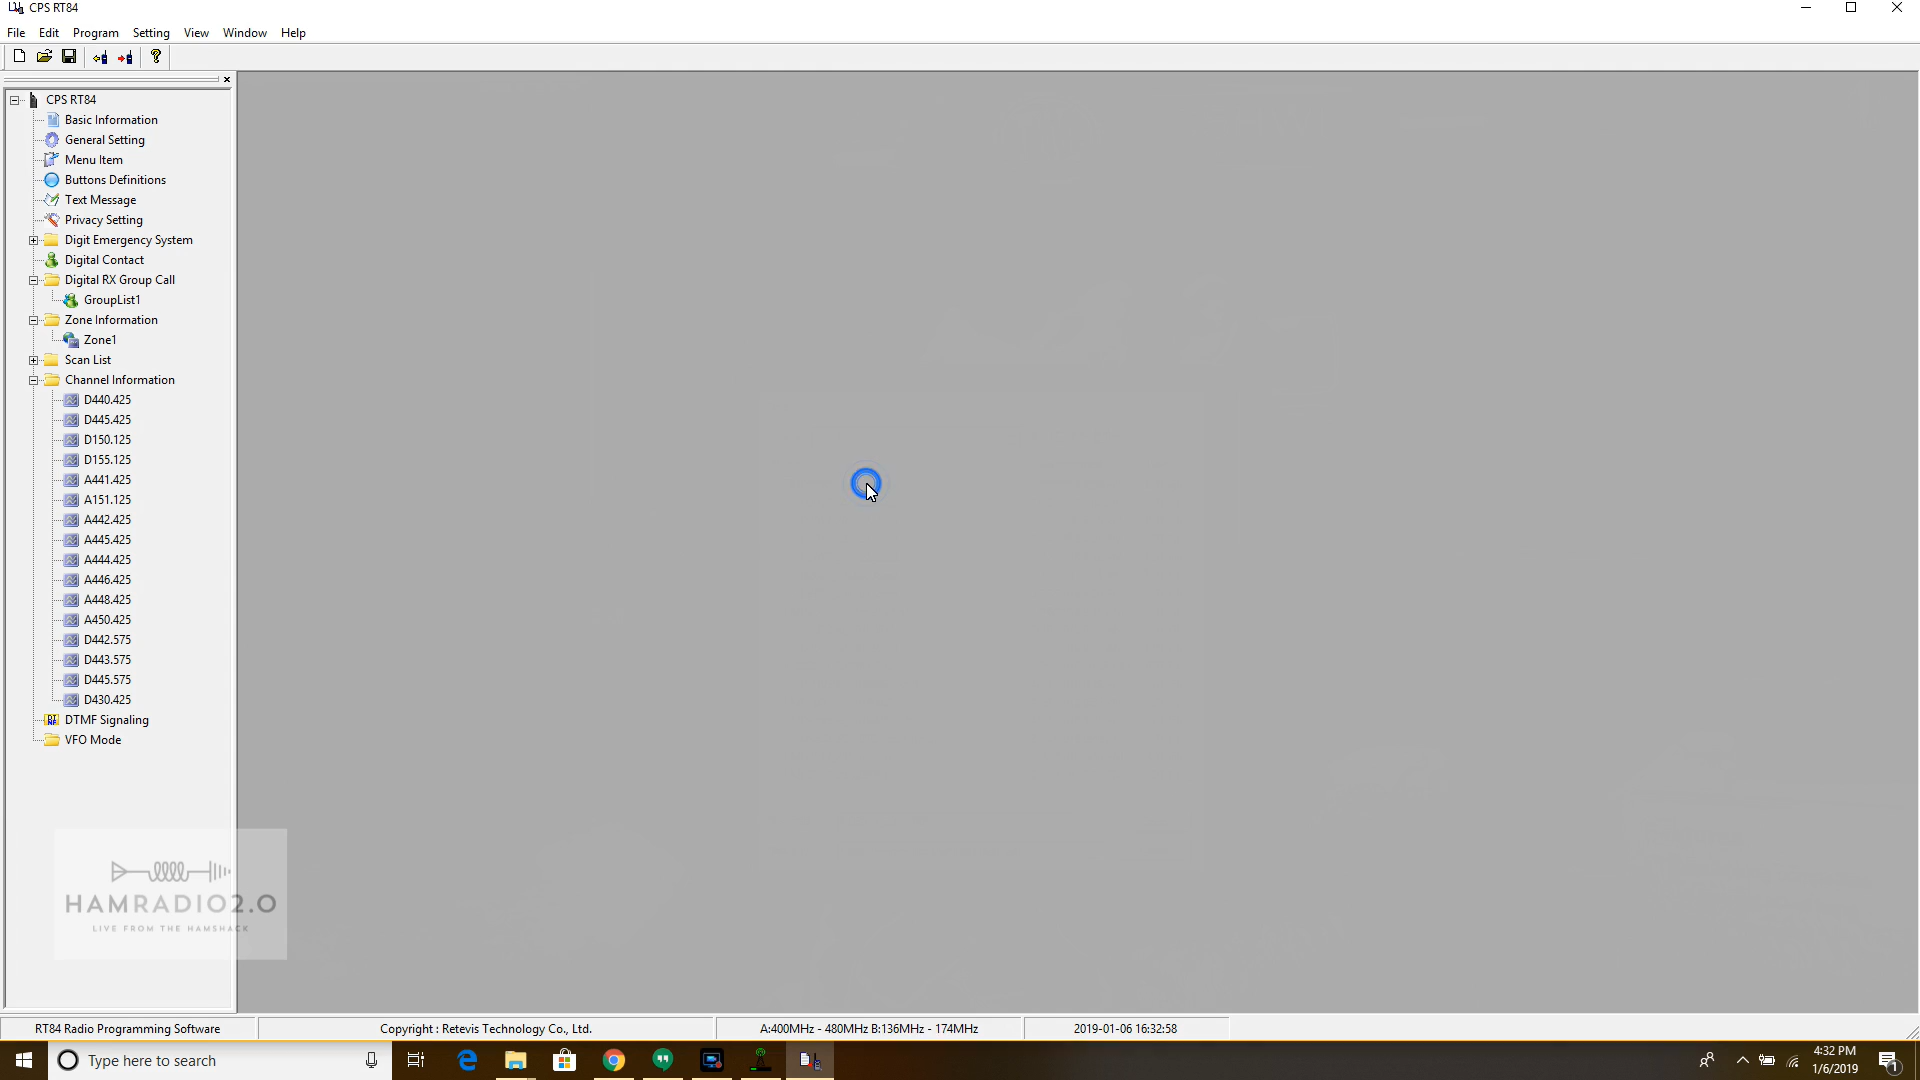 CPS RT84
File Edit Program Setting View Window Help
CPS RT84
Basic Information
General Setting
Menu Item
Buttons Definitions
Text Message
Privacy Setting
Digit Emergency System
Digital Contact
Digital RX Group Call
GroupList1
Zone Information
Zone1
Scan List
Channel Information
D440.425
D445.425
D150.125
D155.125
A441.425
A151.125
A442.425
A445.425
A444.425
A446.425
A448.425
A450.425
D442.575
D443.575
D445.575
D430.425
DTMF Signaling
VFO Mode
HAMRADIO2.0
LIVE FROM THE HAMSHACK
RT84 Radio Programming Software Copyright : Retevis Technology Co., Ltd. A:400MHz - 480MHz B:136MHz - 174MHz 2019-01-06 16:32:58
Type here to search
4:32 PM
1/6/2019
1